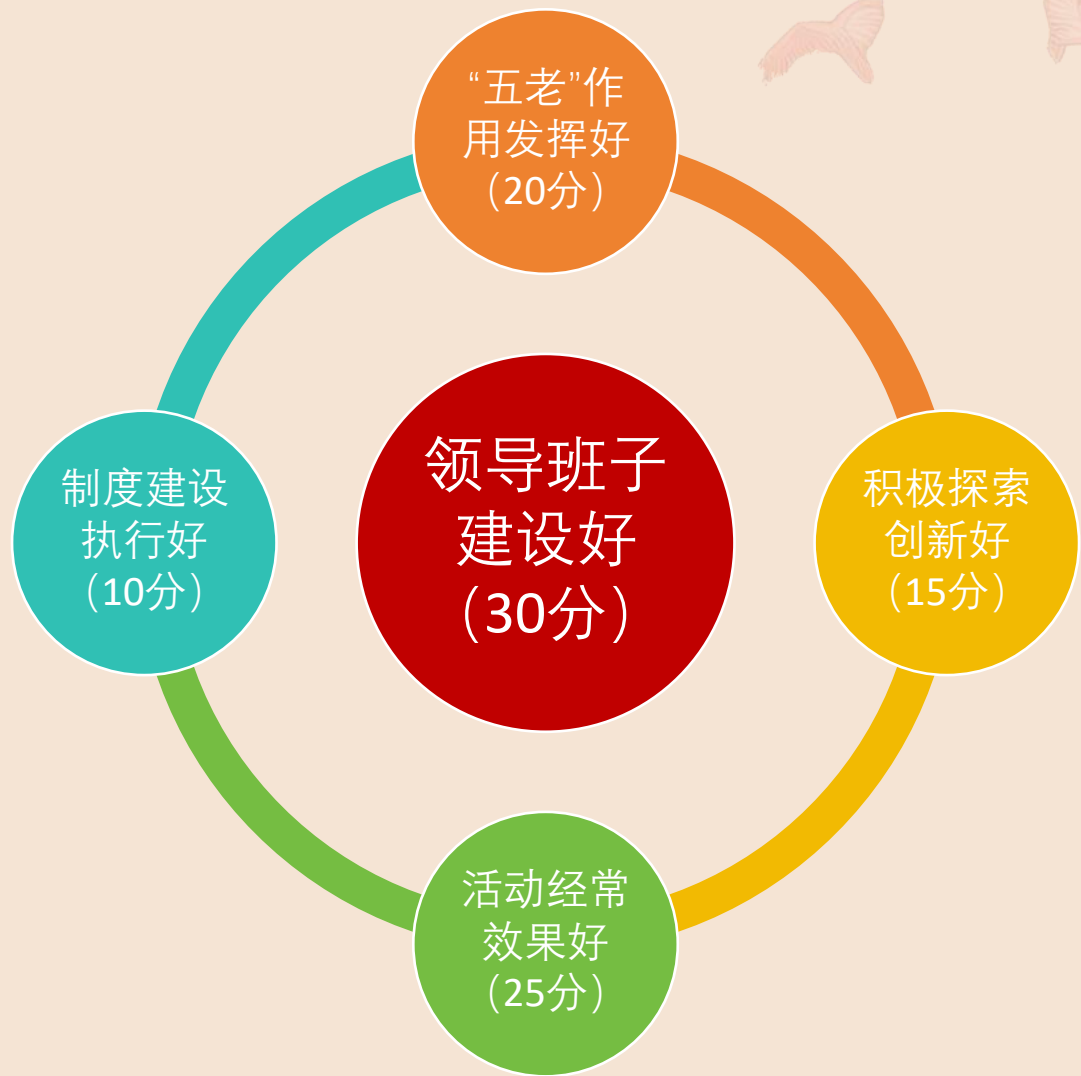 “五老”作
用发挥好
（20分）
制度建设
执行好
（10分）
领导班子
建设好
（30分）
积极探索
创新好
（15分）
活动经常
效果好
（25分）